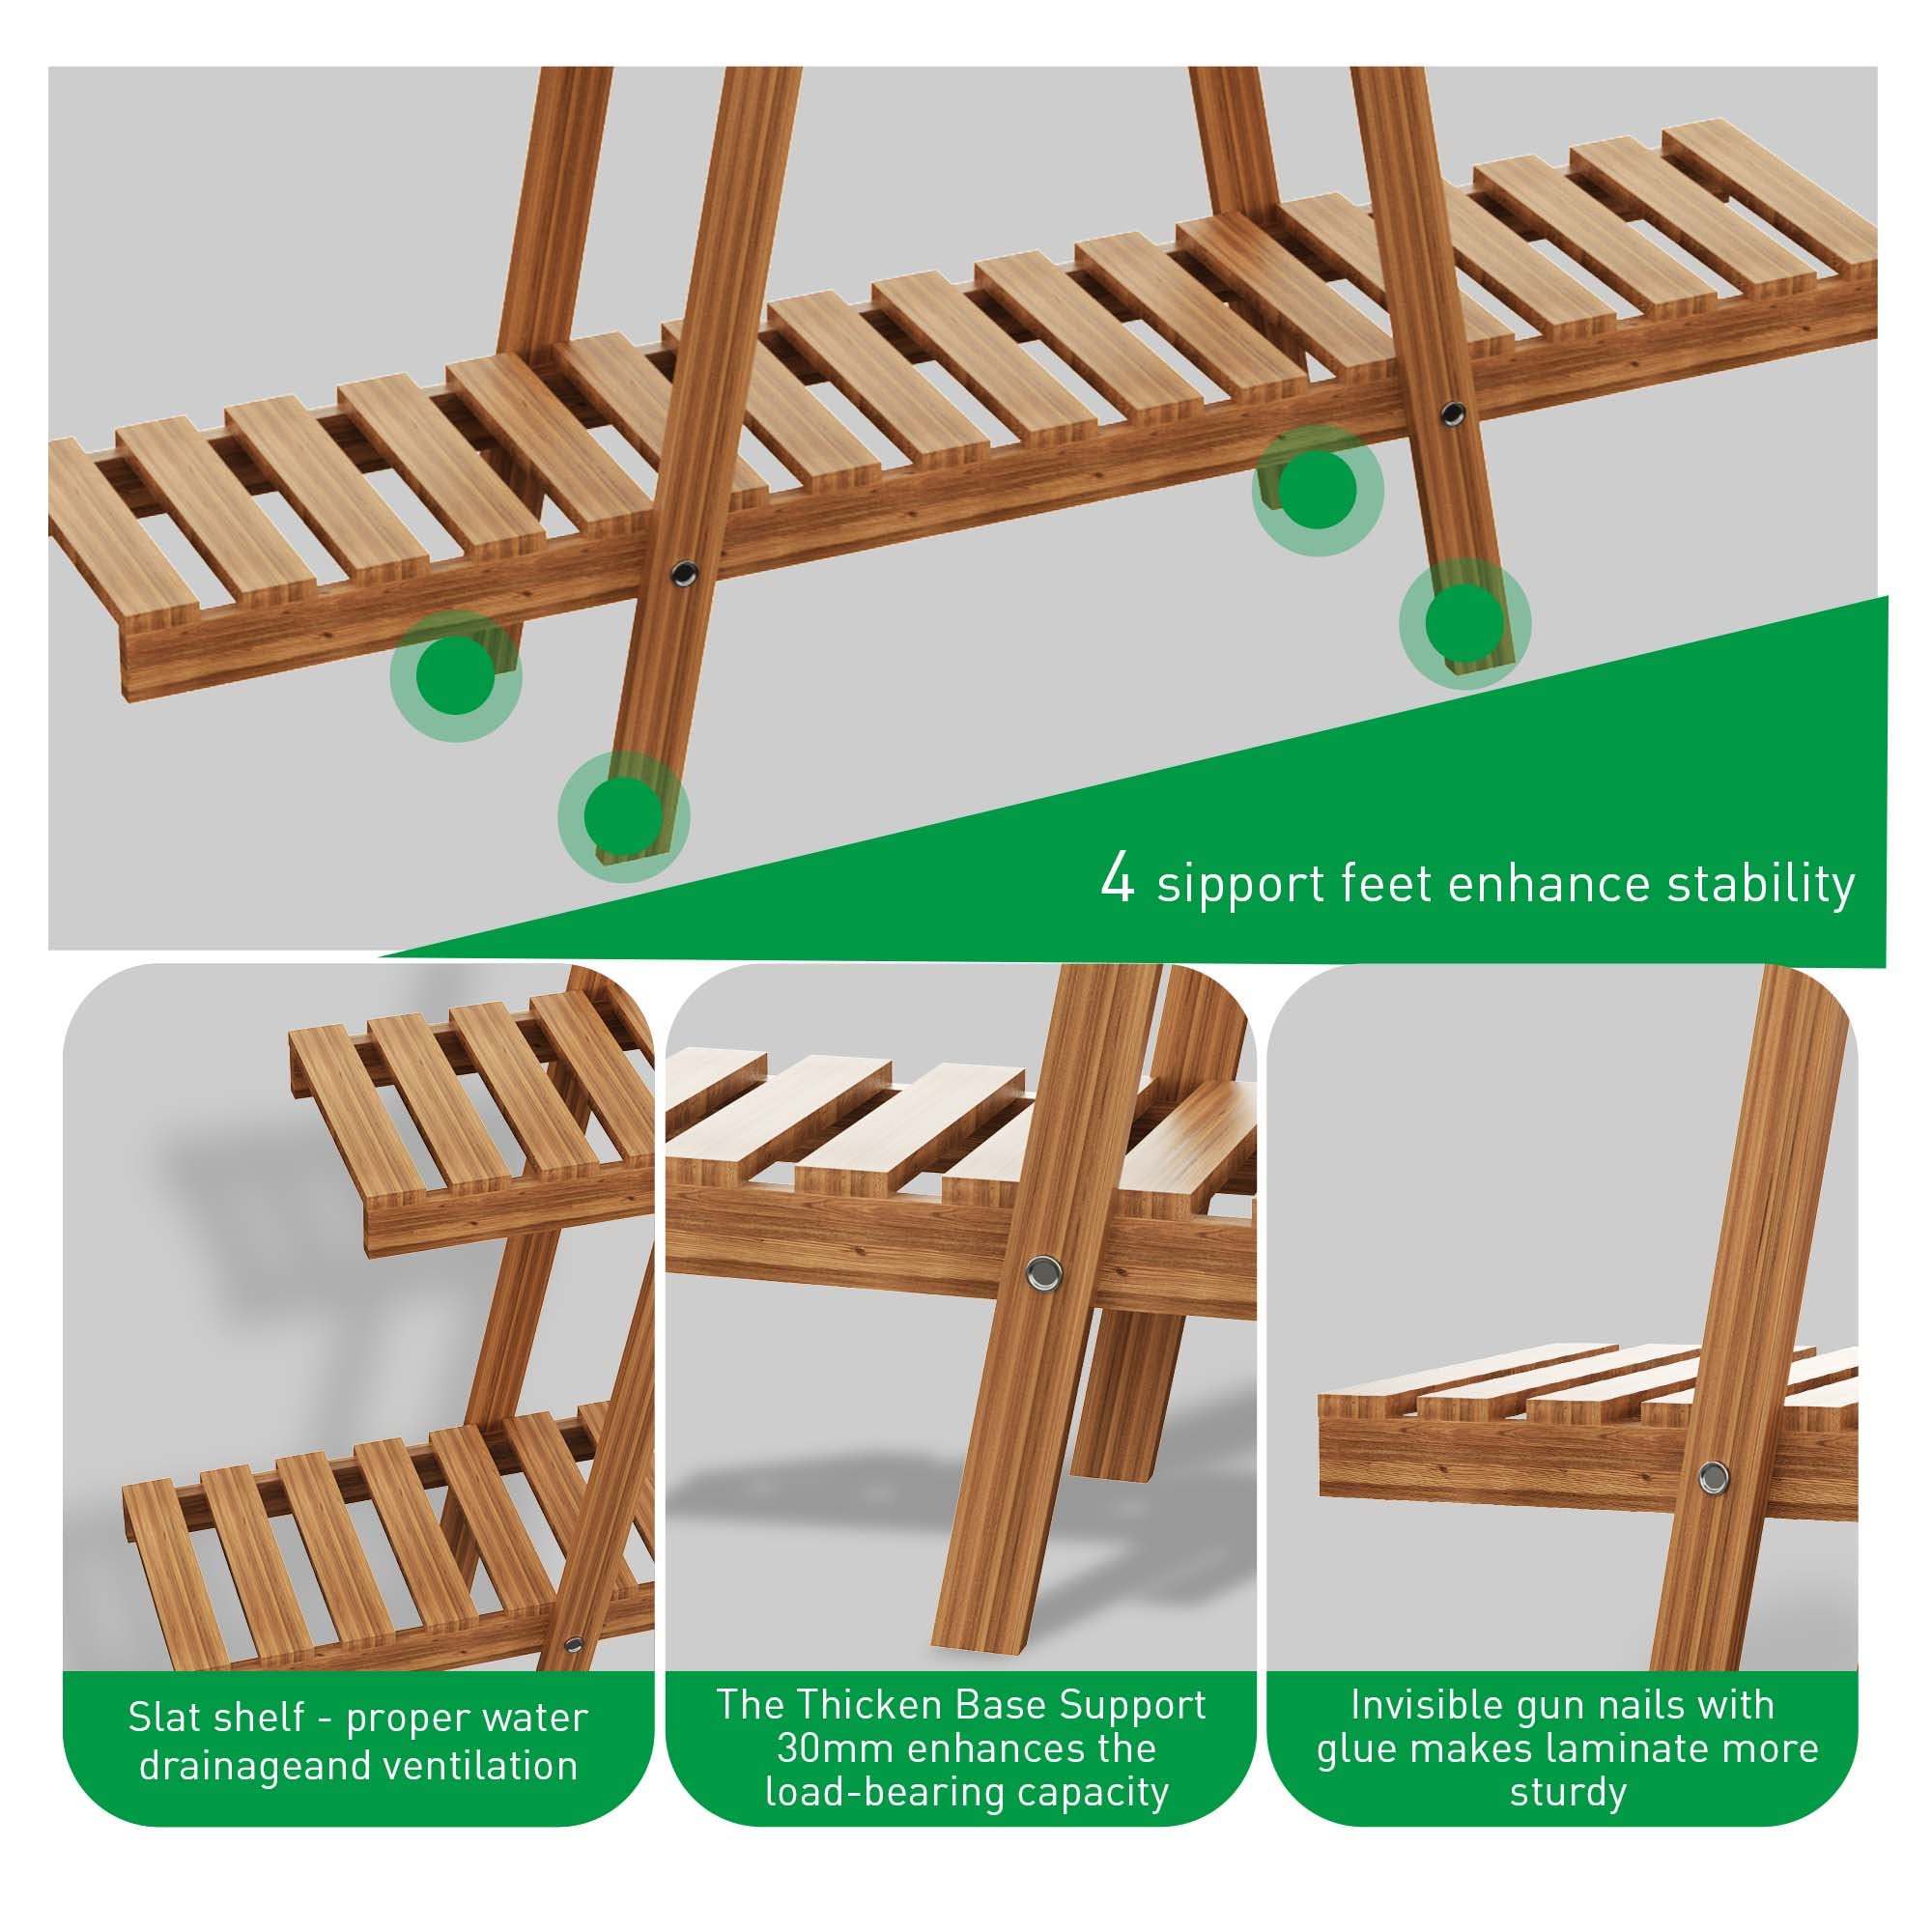 4 sipport feet enhance stability
Slat shelf - proper water
drainageand ventilation
The Thicken Base Support
30mm enhances the
load-bearing capacity
Invisible gun nails with
glue makes laminate more
sturdy